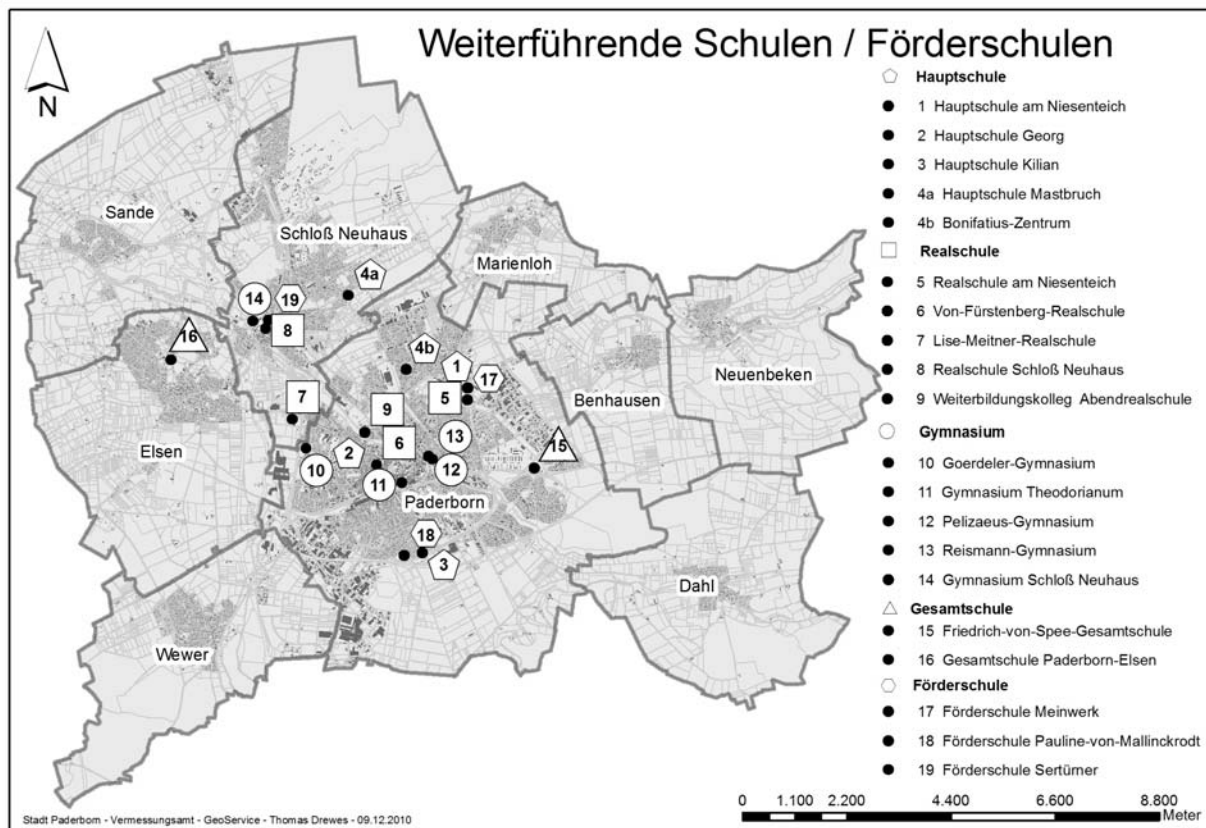 Weiterführende Schulen / Förderschulen
N
Hauptschule
1 Hauptschule am Niesenteich
2 Hauptschule Georg
3 Hauptschule Kilian
4a Hauptschule Mastbruch
4b Bonifatius-Zentrum
Realschule
5 Realschule am Niesenteich
6 Von-Fürstenberg-Realschule
7 Lise-Meitner-Realschule
8 Realschule Schloß Neuhaus
9 Weiterbildungskolleg Abendrealschule
Gymnasium
10 Goerdeler-Gymnasium
11 Gymnasium Theodorianum
12 Pelizaeus-Gymnasium
13 Reismann-Gymnasium
14 Gymnasium Schloß Neuhaus
Gesamtschule
15 Friedrich-von-Spee-Gesamtschule
16 Gesamtschule Paderborn-Elsen
Förderschule
17 Förderschule Meinwerk
18 Förderschule Pauline-von-Mallinckrodt
19 Förderschule Sertürner
Sande
Schloß Neuhaus
Marienloh
4a
14
19
8
16
4b
1
17
5
Neuenbeken
Benhausen
7
9
13
6
15
Elsen
2
10
12
11
Paderborn
18
3
Dahl
Wewer
0 1.100 2.200 4.400 6.600 8.800
Meter
Stadt Paderborn - Vermessungsamt - GeoService - Thomas Drewes - 09.12.2010